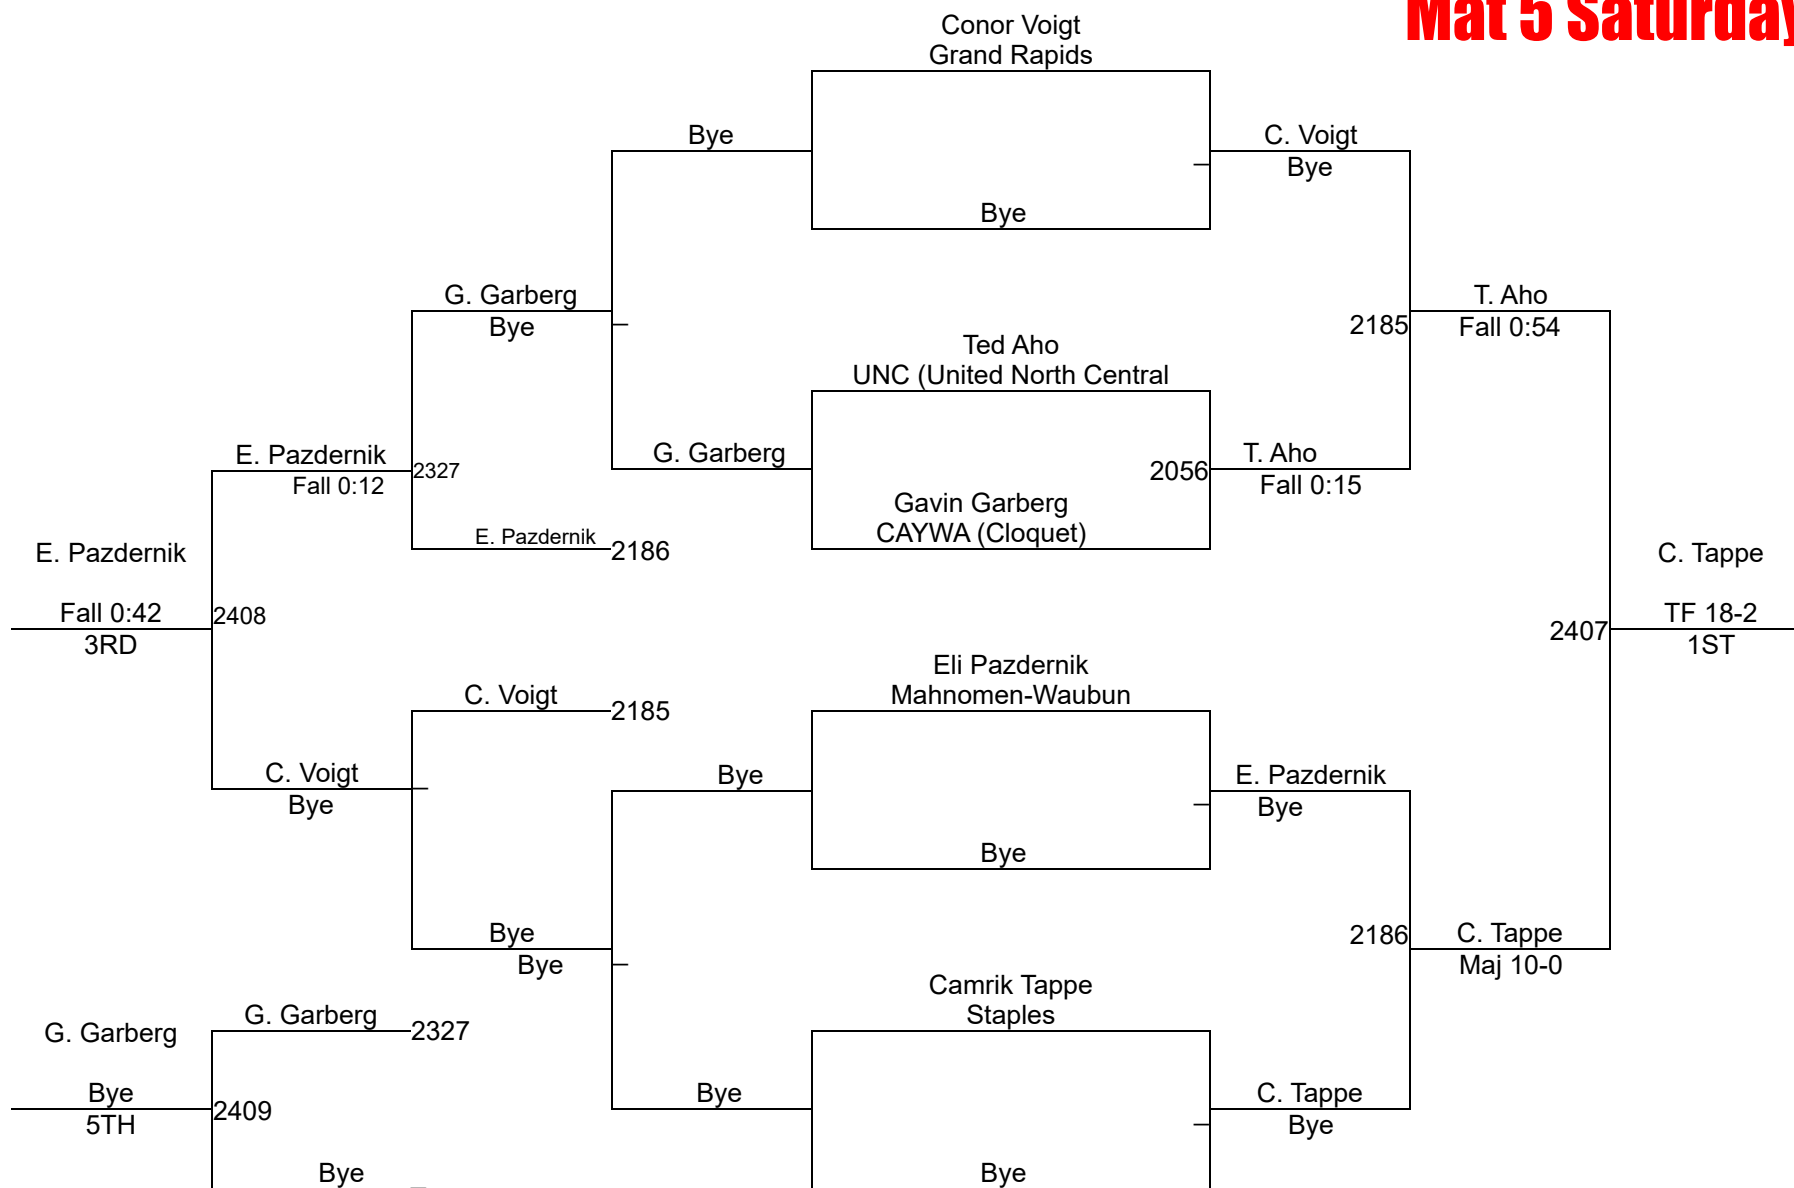 Mat 5 Saturday
Conor Voigt
Grand Rapids
Bye
C. Voigt
Bye
Bye
G. Garberg
Bye
2185
T. Aho
Fall 0:54
Ted Aho
UNC (United North Central
E. Pazdernik
Fall 0:12
2327
G. Garberg
2056
T. Aho
Fall 0:15
Gavin Garberg
CAYWA (Cloquet)
E. Pazdernik
2186
E. Pazdernik
Fall 0:42
3RD
2408
C. Tappe
2407
TF 18-2
1ST
Eli Pazdernik
Mahnomen-Waubun
C. Voigt
2185
C. Voigt
Bye
Bye
E. Pazdernik
Bye
Bye
Bye
Bye
2186
C. Tappe
Maj 10-0
Camrik Tappe
Staples
G. Garberg
G. Garberg
2327
Bye
5TH
2409
Bye
C. Tappe
Bye
Bye
Bye